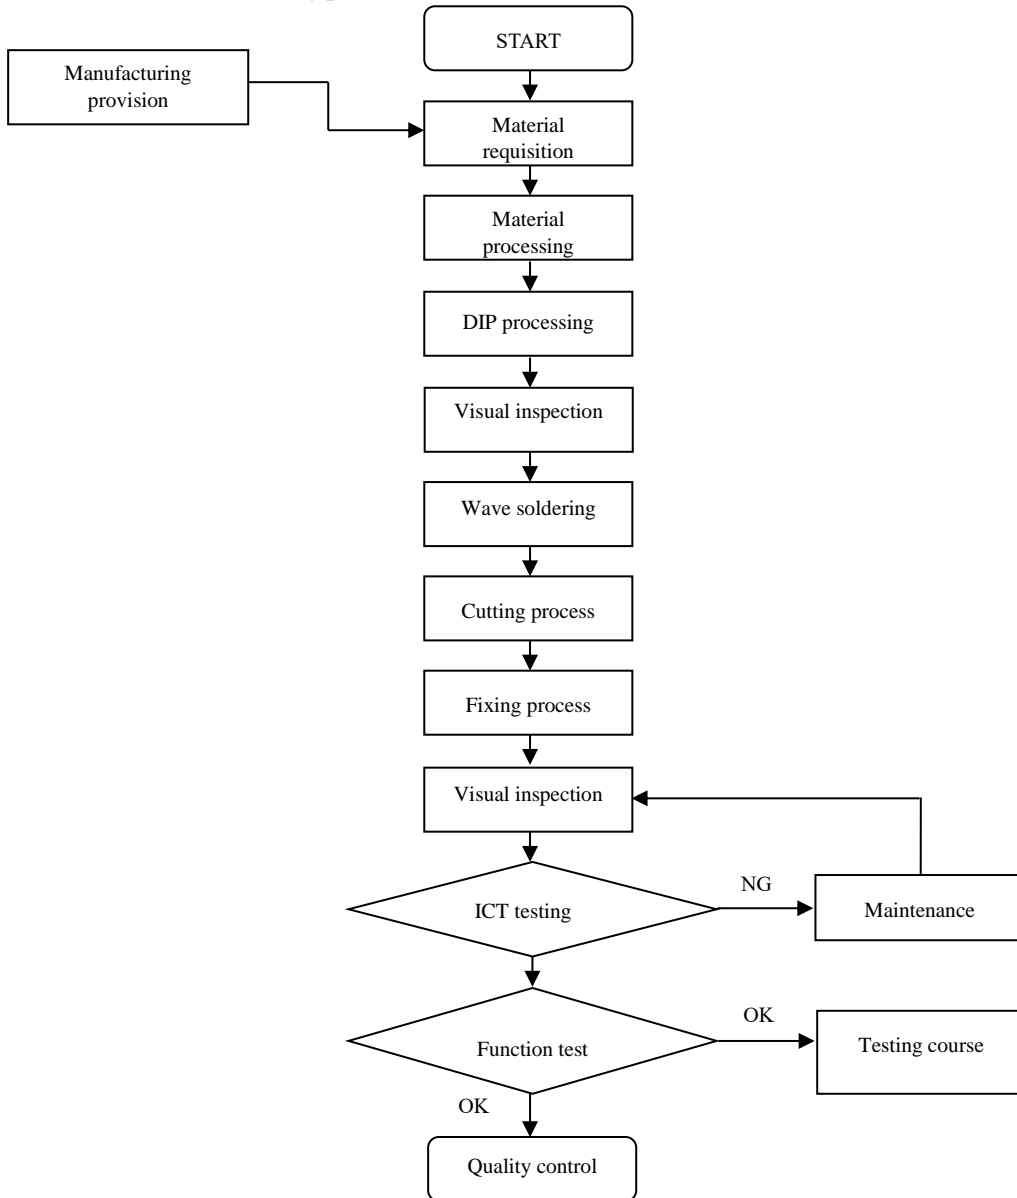 START
Manufacturing
provision
Material
requisition
Material
processing
DIP processing
Visual inspection
Wave soldering
Cutting process
Fixing process
Visual inspection
NG
ICT testing
Maintenance
OK
Function test
Testing course
OK
Quality control